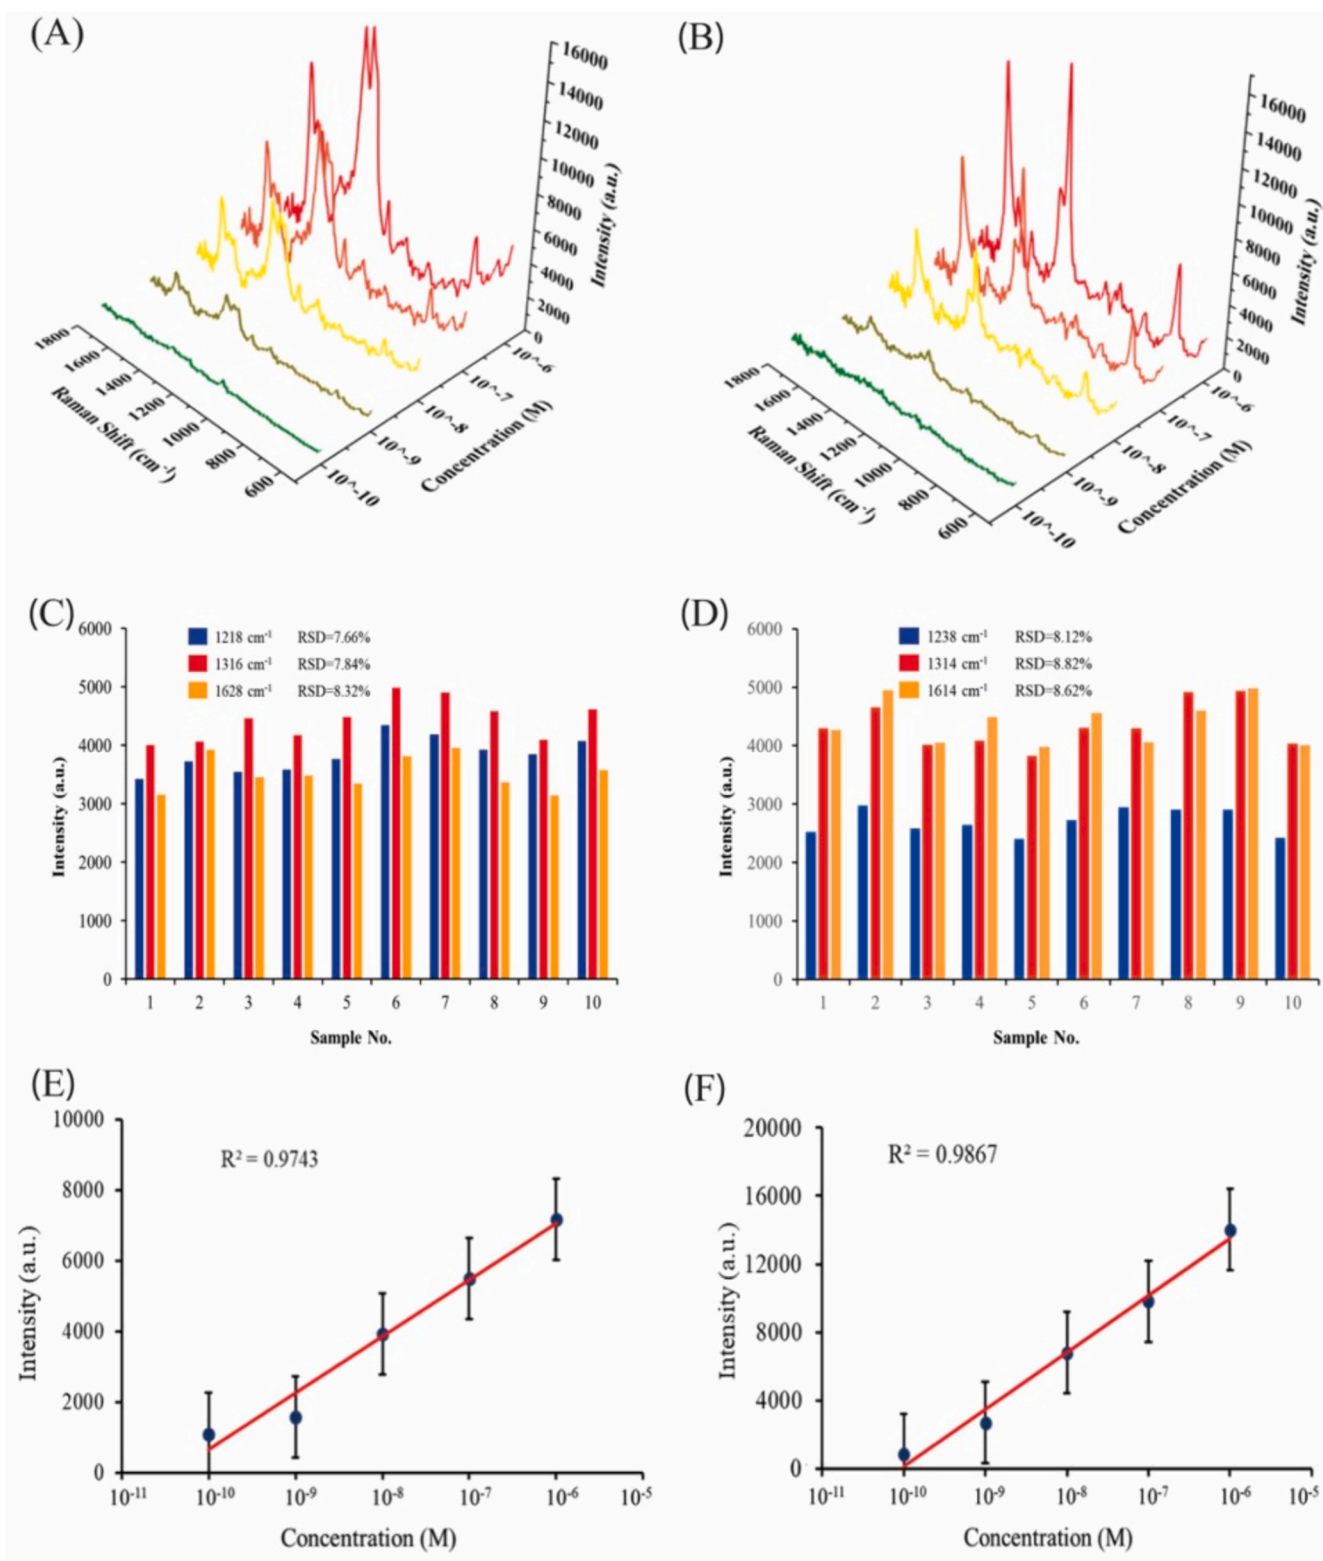 (A)
16000
14000
12000
10000
8000
6000
4000
2000
0
Intensity (a.u.)
1800
1600
1400
1200
1000
800
600
Raman Shift (cm⁻¹)
10^-6
10^-7
10^-8
10^-9
10^-10
Concentration (M)
(B)
16000
14000
12000
10000
8000
6000
4000
2000
0
Intensity (a.u.)
1800
1600
1400
1200
1000
800
600
Raman Shift (cm⁻¹)
10^-6
10^-7
10^-8
10^-9
10^-10
Concentration (M)
(C)
6000
5000
4000
3000
2000
1000
0
Intensity (a.u.)
1218 cm⁻¹ RSD=7.66%
1316 cm⁻¹ RSD=7.84%
1628 cm⁻¹ RSD=8.32%
1 2 3 4 5 6 7 8 9 10
Sample No.
(D)
6000
5000
4000
3000
2000
1000
0
Intensity (a.u.)
1238 cm⁻¹ RSD=8.12%
1314 cm⁻¹ RSD=8.82%
1614 cm⁻¹ RSD=8.62%
1 2 3 4 5 6 7 8 9 10
Sample No.
(E)
10000
8000
6000
4000
2000
0
Intensity (a.u.)
R² = 0.9743
10⁻¹¹ 10⁻¹⁰ 10⁻⁹ 10⁻⁸ 10⁻⁷ 10⁻⁶ 10⁻⁵
Concentration (M)
(F)
20000
16000
12000
8000
4000
0
Intensity (a.u.)
R² = 0.9867
10⁻¹¹ 10⁻¹⁰ 10⁻⁹ 10⁻⁸ 10⁻⁷ 10⁻⁶ 10⁻⁵
Concentration (M)